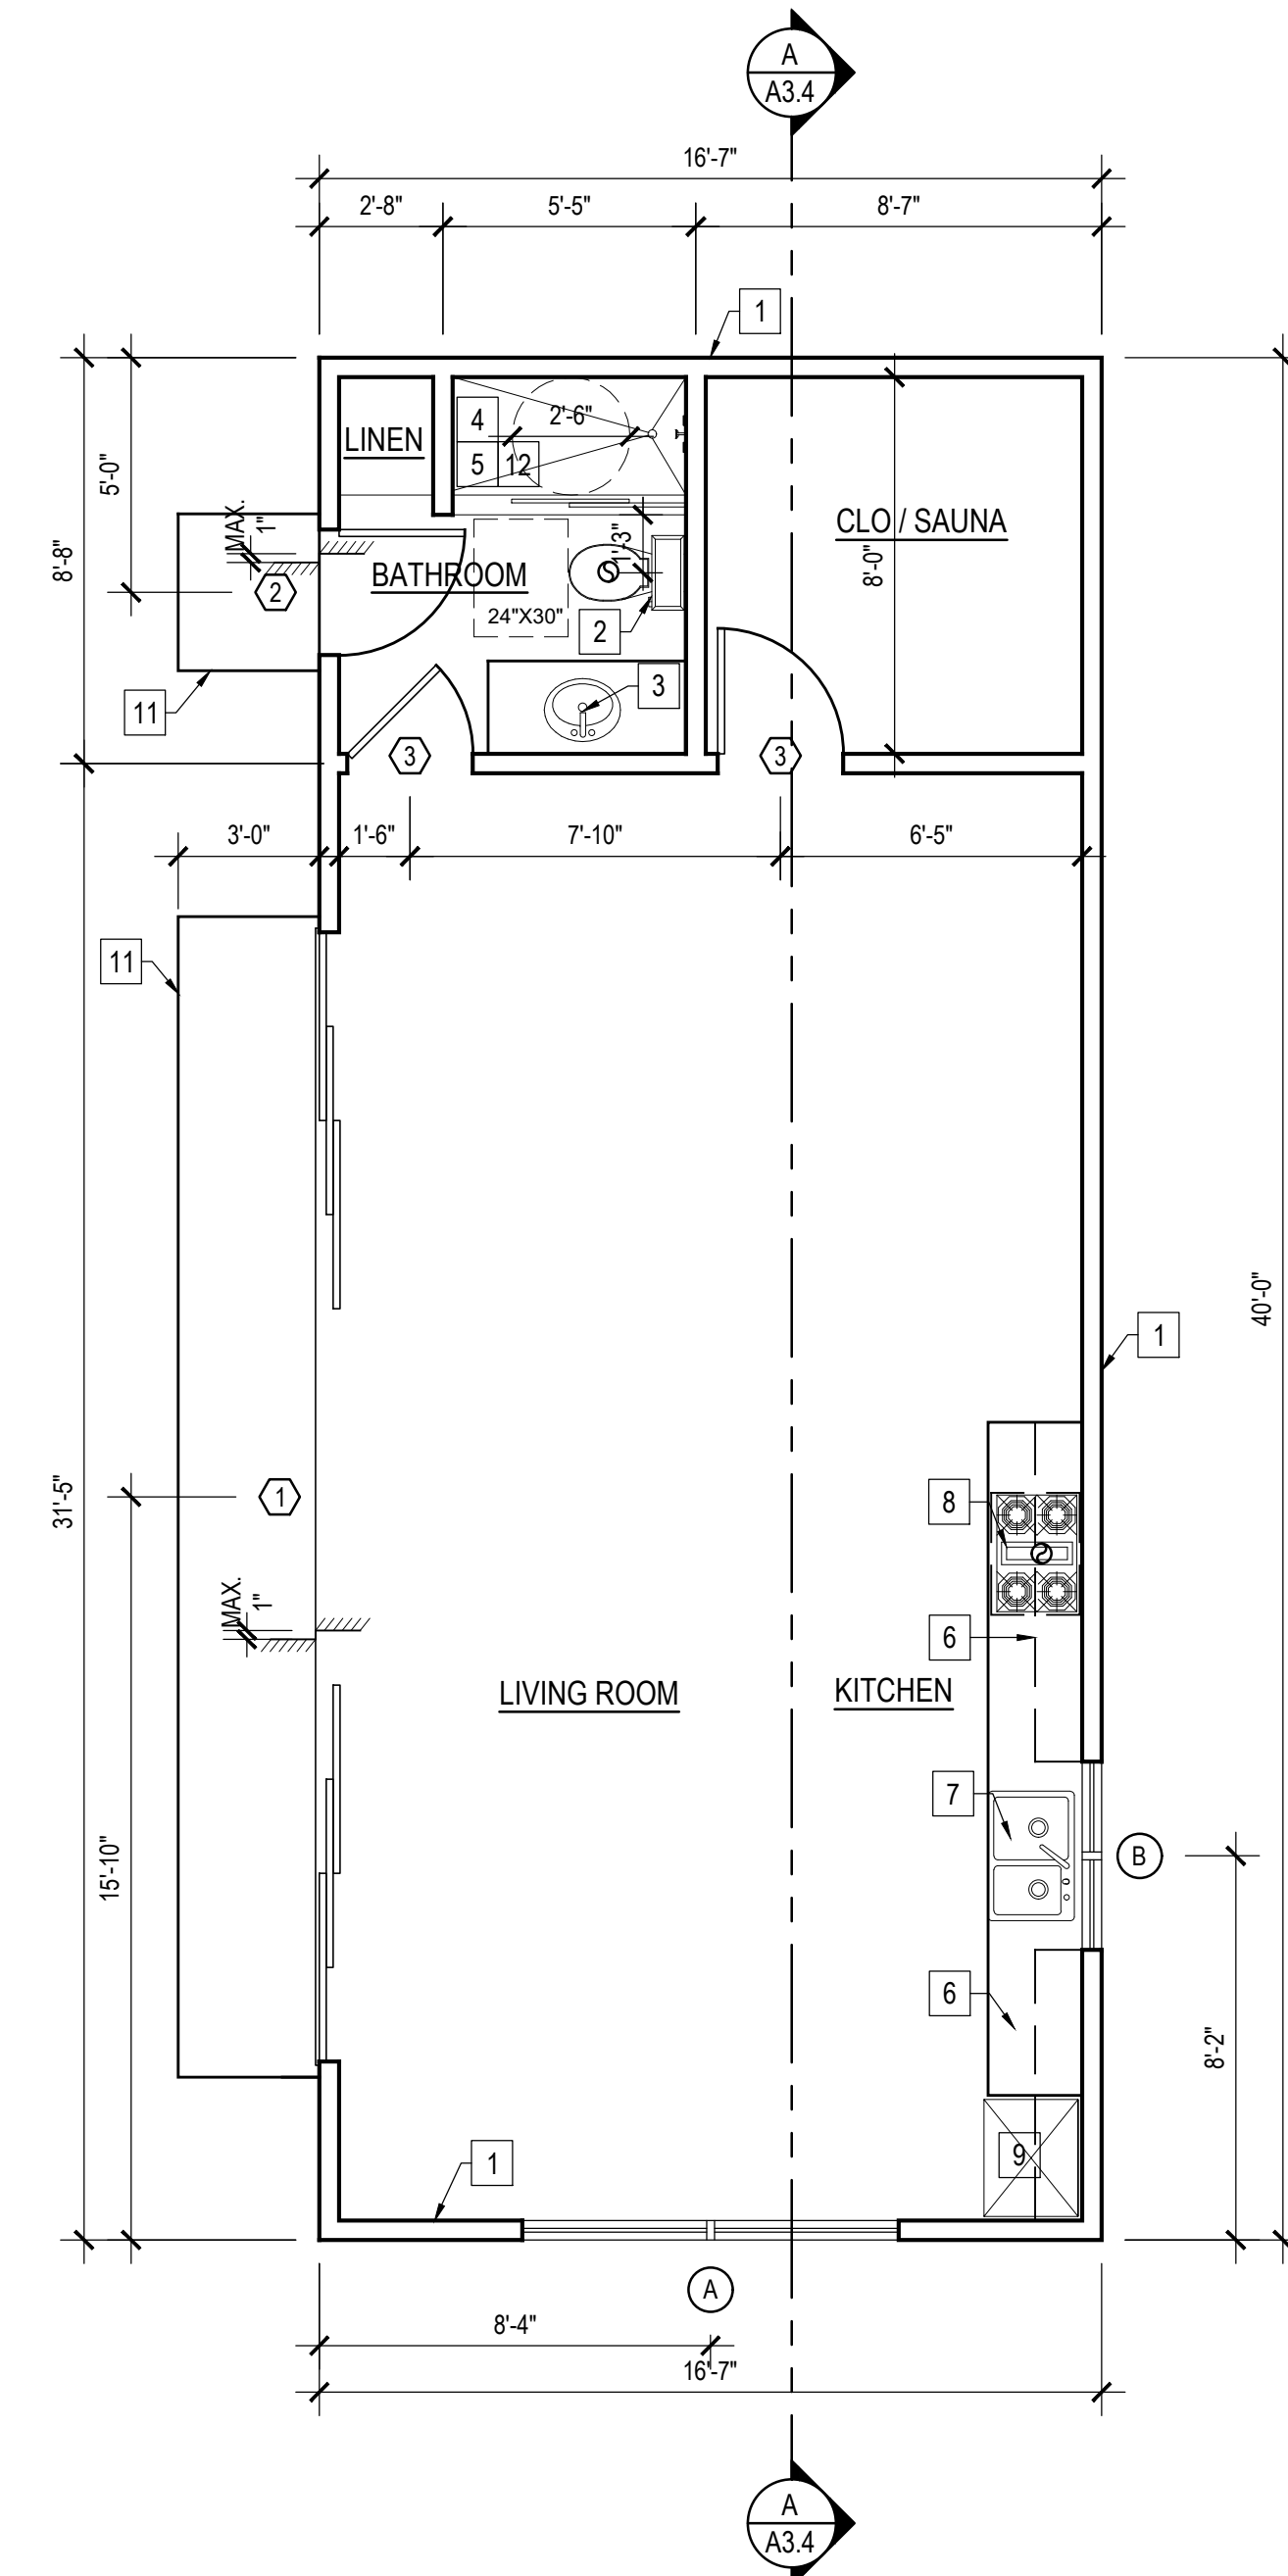 A
A3.4
16'-7"
2'-8"
5'-5"
8'-7"
1
4
2'-6"
5
12
LINEN
5'-0"
MAX.
1"
8'-8"
CLO / SAUNA
8'-0"
1'-3"
BATHROOM
2
24"X30"
2
3
11
3
3
3'-0"
1'-6"
7'-10"
6'-5"
11
40'-0"
1
31'-5"
1
8
MAX.
1"
6
LIVING ROOM
KITCHEN
7
15'-10"
B
6
8'-2"
9
1
A
8'-4"
16'-7"
A
A3.4